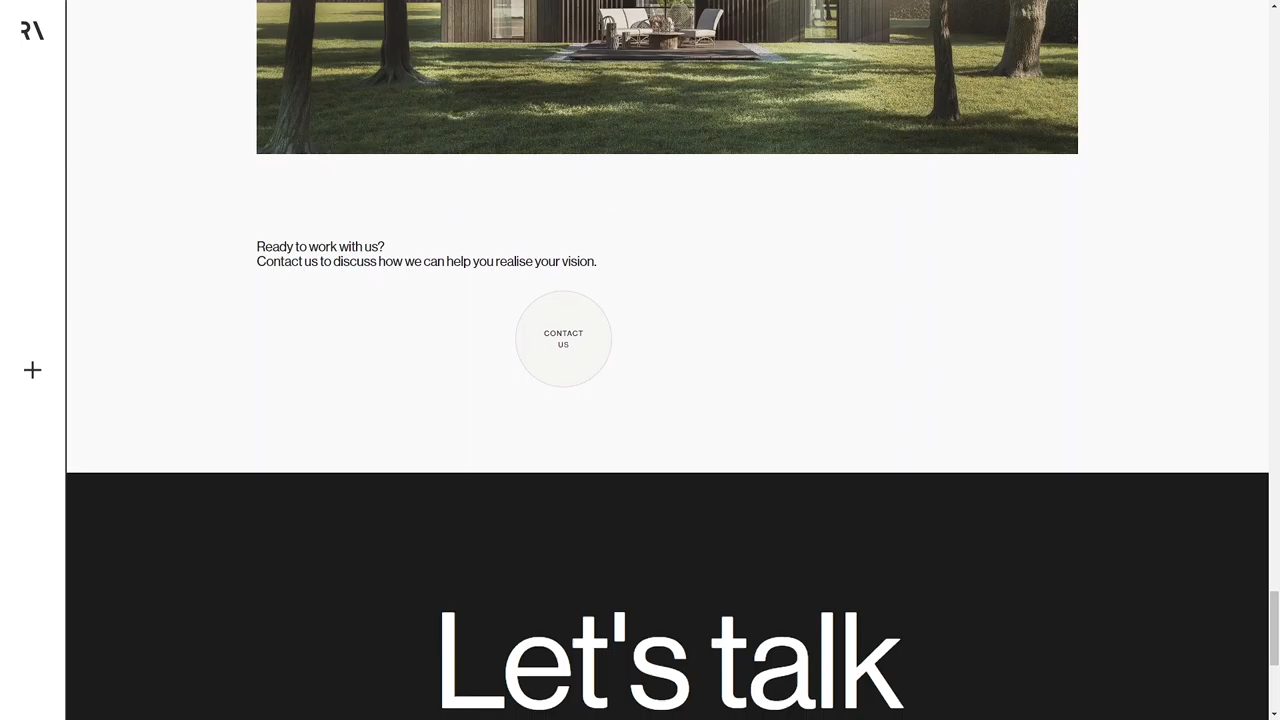 Ready to work with us?
Contact us to discuss how we can help you realise your vision.
CONTACT
US
Let's talk